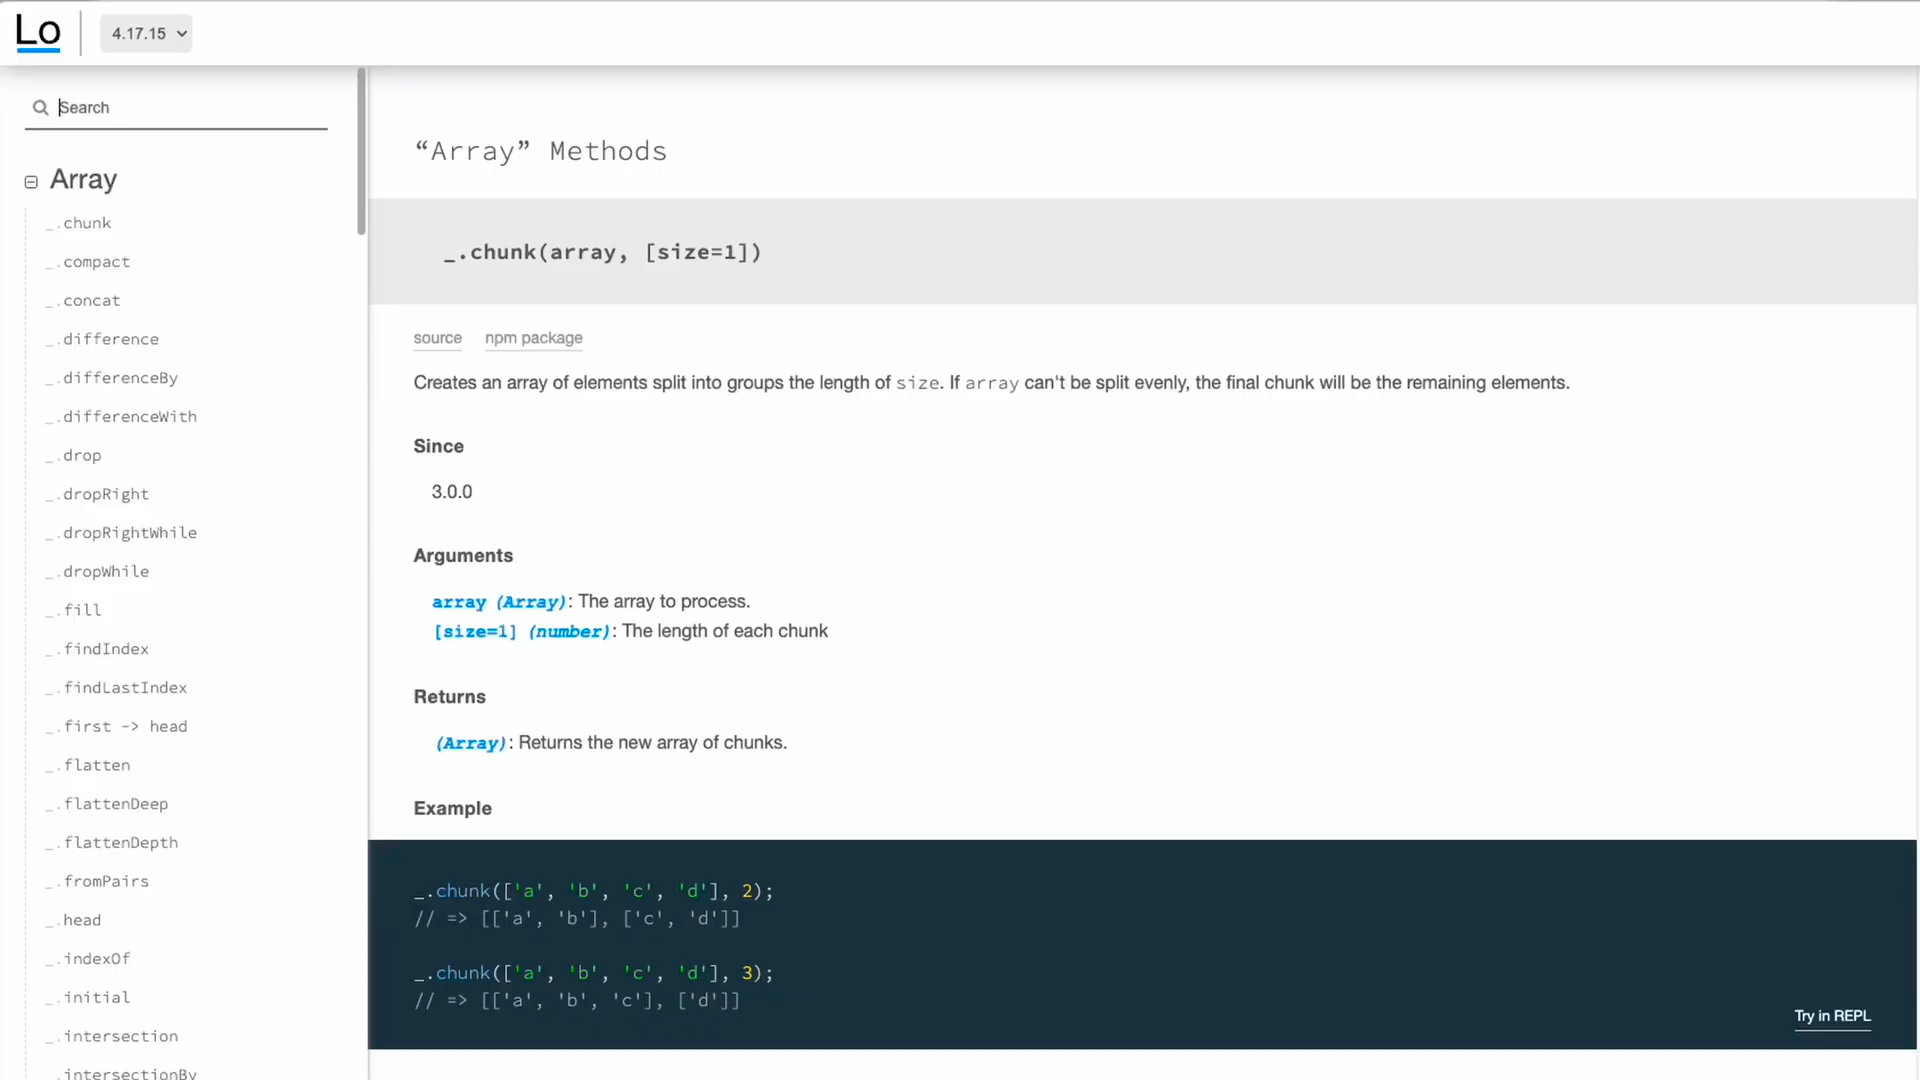 Lo
4.17.15
Search
Array
_.chunk
_.compact
_.concat
_.difference
_.differenceBy
_.differenceWith
_.drop
_.dropRight
_.dropRightWhile
_.dropWhile
_.fill
_.findIndex
_.findLastIndex
_.first -> head
_.flatten
_.flattenDeep
_.flattenDepth
_.fromPairs
_.head
_.indexOf
_.initial
_.intersection
_.intersectionBy
“Array” Methods
_.chunk(array, [size=1])
source npm package
Creates an array of elements split into groups the length of size. If array can't be split evenly, the final chunk will be the remaining elements.
Since
3.0.0
Arguments
array (Array): The array to process.
[size=1] (number): The length of each chunk
Returns
(Array): Returns the new array of chunks.
Example
_.chunk(['a', 'b', 'c', 'd'], 2);
// => [['a', 'b'], ['c', 'd']]
_.chunk(['a', 'b', 'c', 'd'], 3);
// => [['a', 'b', 'c'], ['d']]
Try in REPL